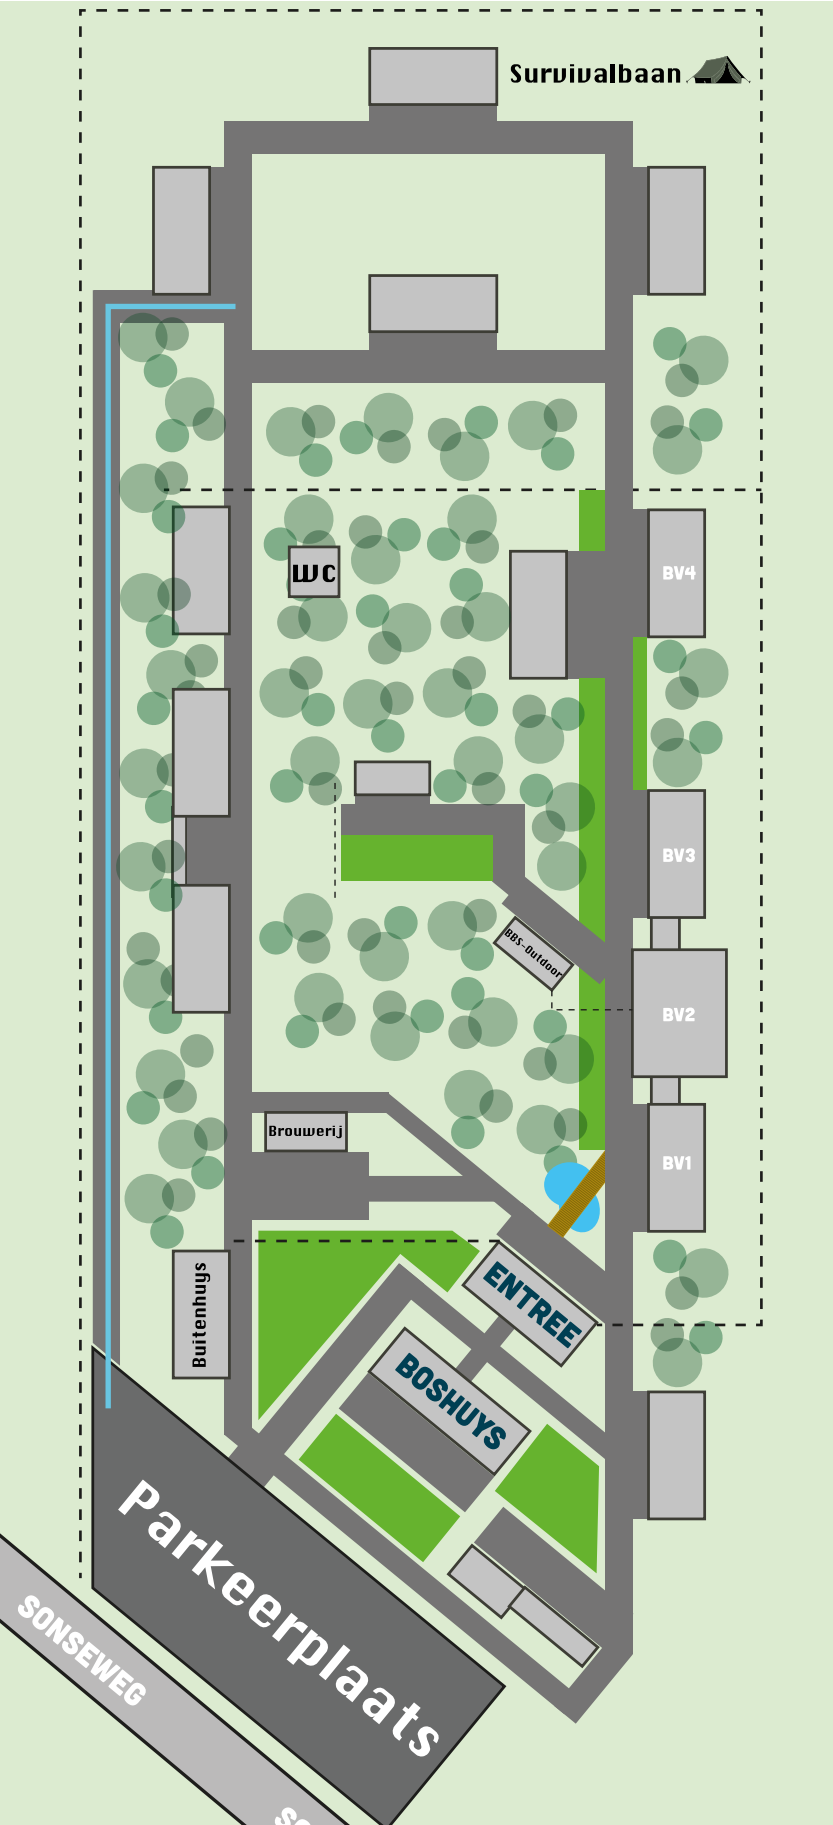 Survivalbaan
WC
BV4
BV3
BBS-Outdoor
BV2
Brouwerij
BV1
ENTREE
Buitenhuys
BOSHUYS
Parkeerplaats
SONSEWEG